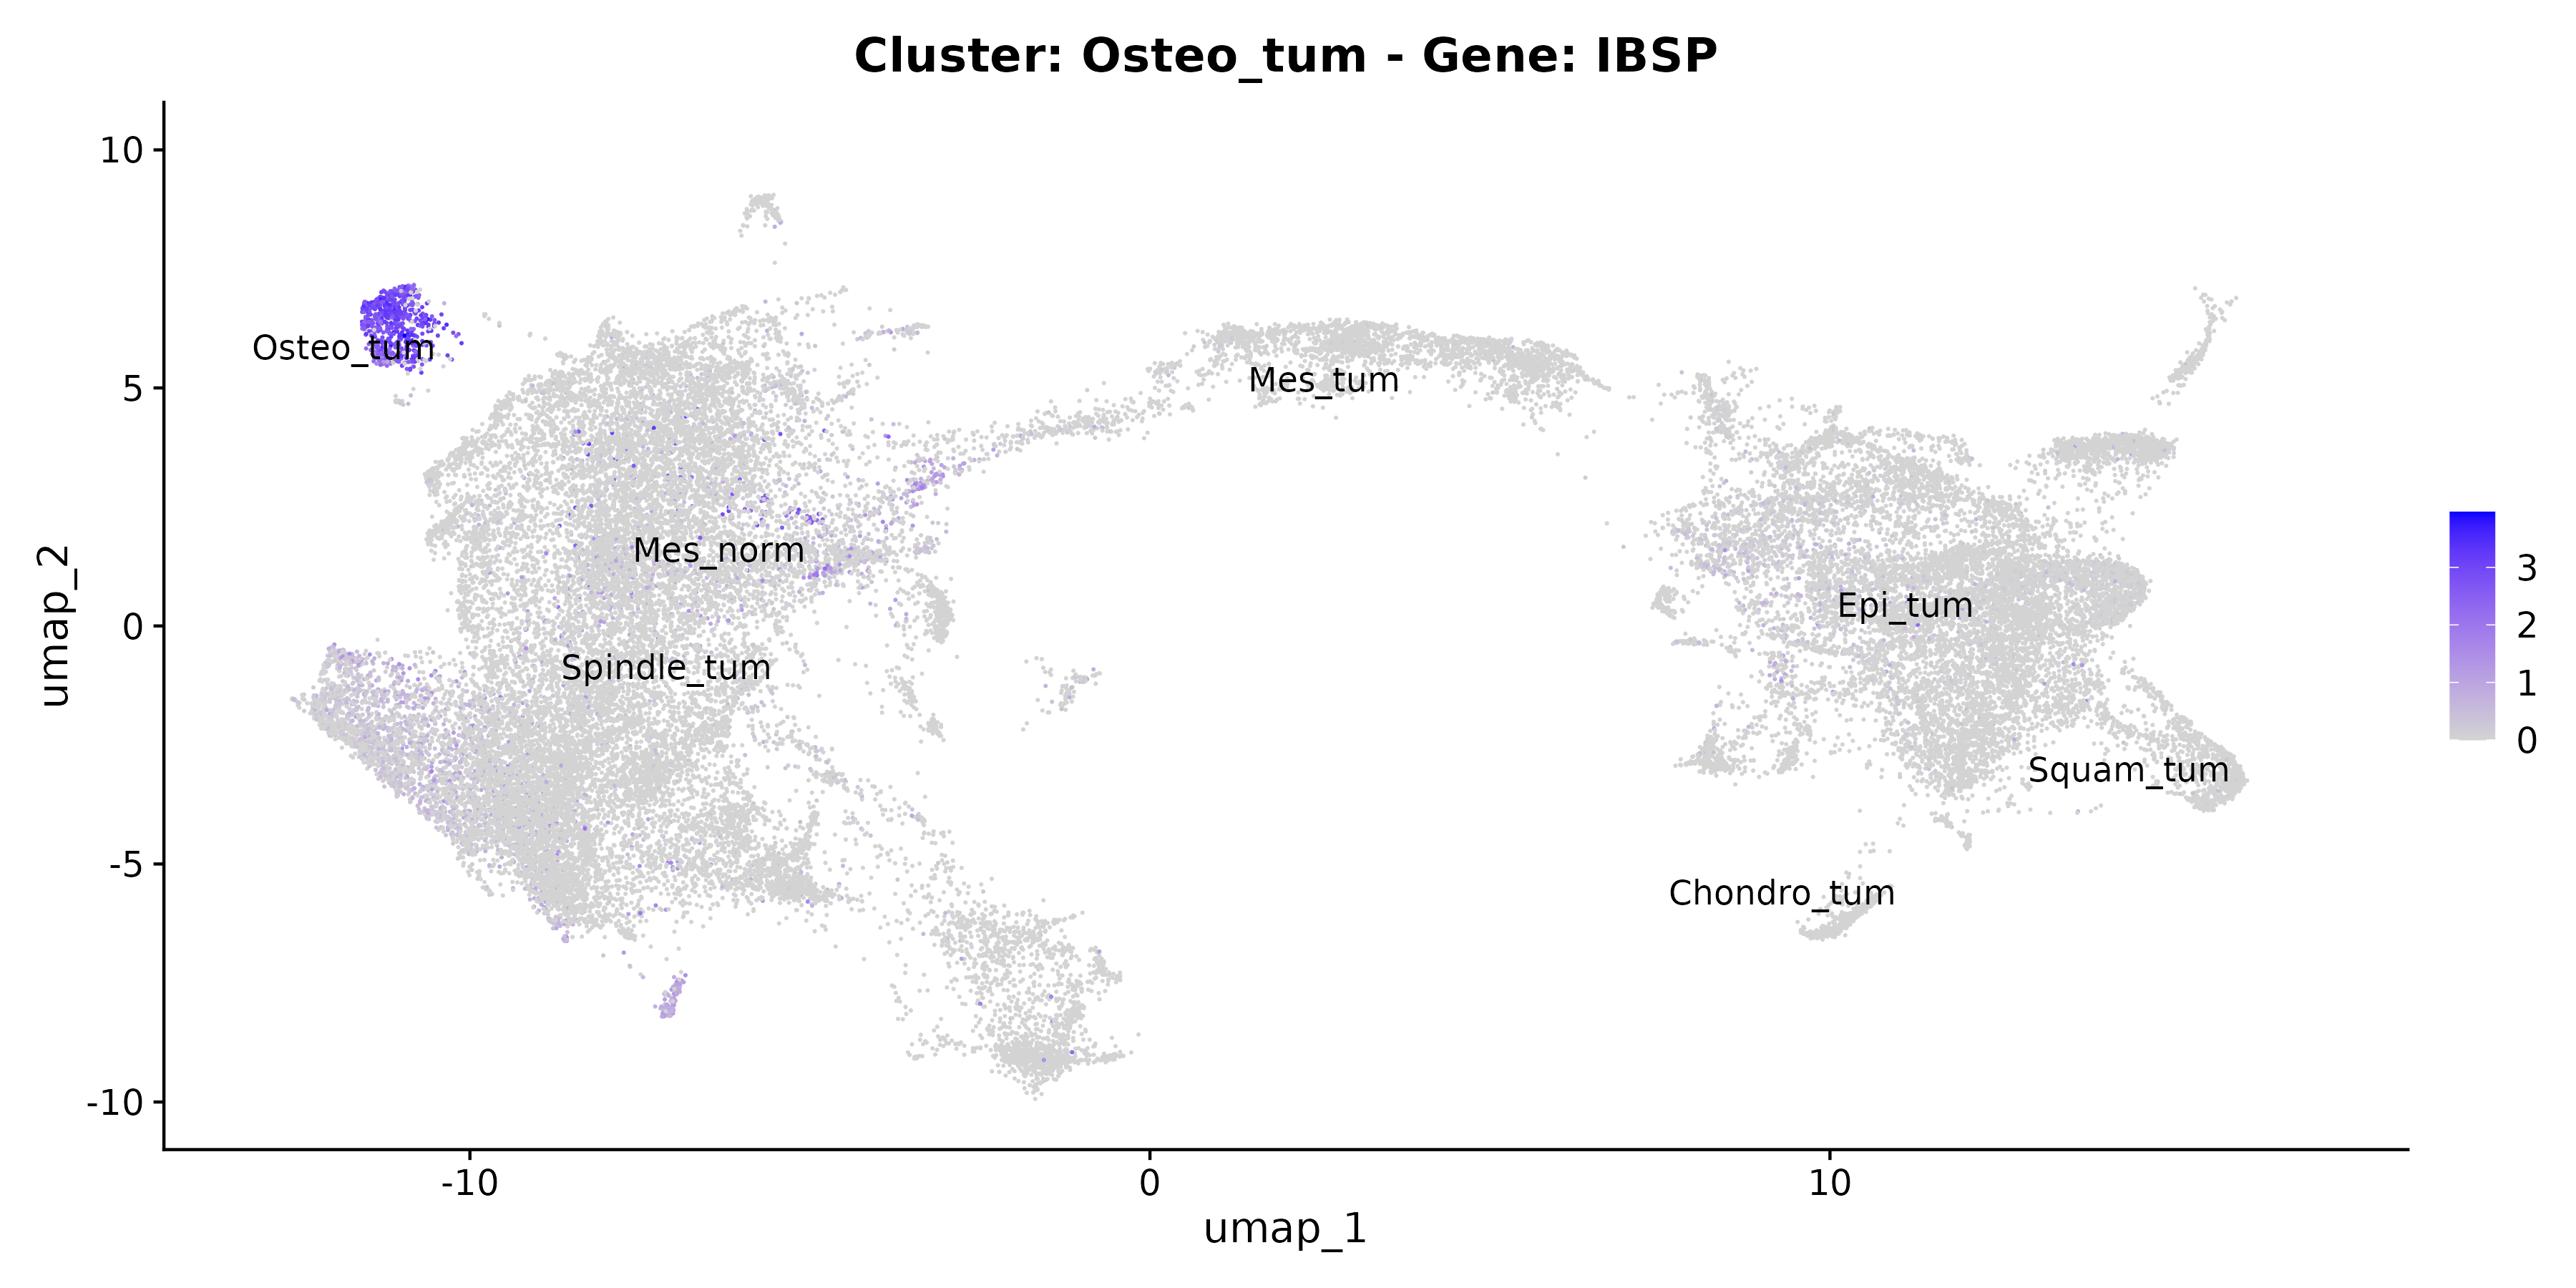 Cluster: Osteo_tum - Gene: IBSP
10
5
0
-5
-10
umap_2
Osteo_tum
Mes_tum
Mes_norm
Epi_tum
Spindle_tum
Squam_tum
Chondro_tum
3
2
1
0
-10
0
10
umap_1